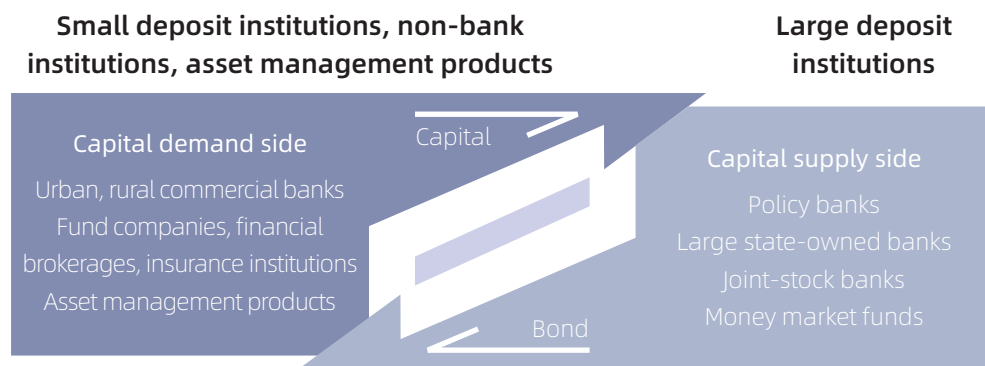 Small deposit institutions, non-bank
institutions, asset management products
Large deposit
institutions
Capital demand side
Urban, rural commercial banks
Fund companies, financial
brokerages, insurance institutions
Asset management products
Capital
Bond
Capital supply side
Policy banks
Large state-owned banks
Joint-stock banks
Money market funds